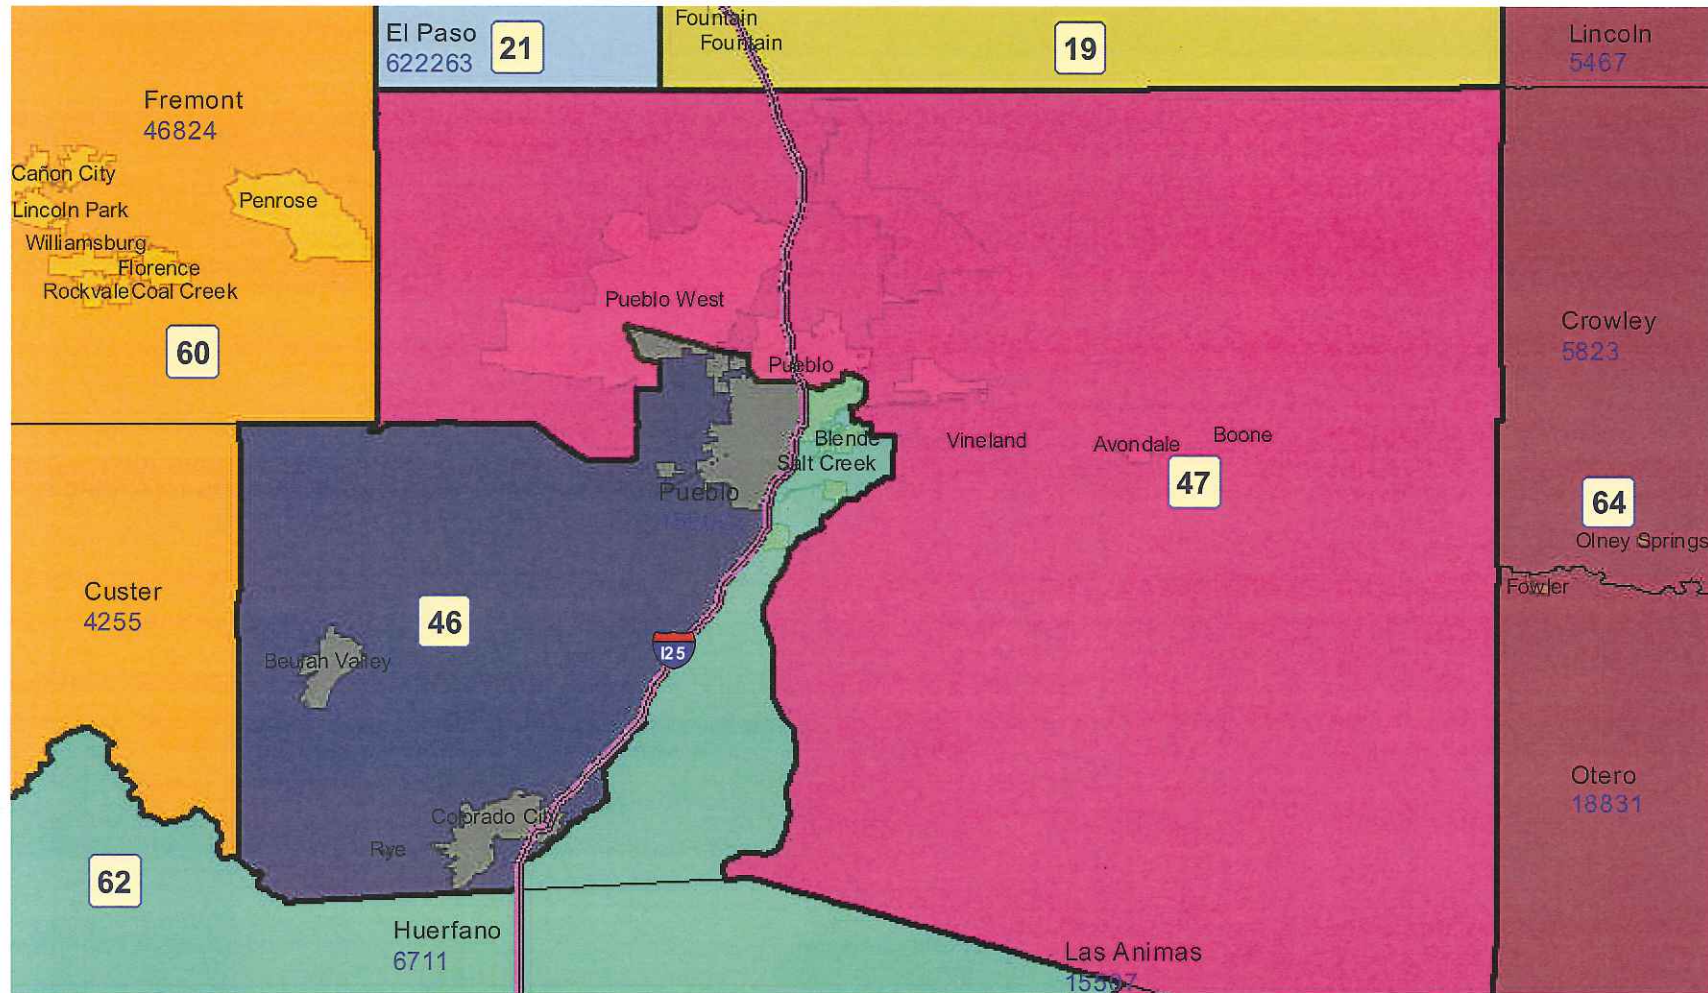 El Paso
622263
21
Fountain
Fountain
19
Lincoln
5467
Fremont
46824
Cañon City
Lincoln Park
Penrose
Williamsburg
Florence
Rockvale Coal Creek
60
Pueblo West
Pueblo
Crowley
5823
Blende
Salt Creek
Vineland
Avondale
Boone
47
64
Olney Springs
Fowler
Pueblo
Custer
4255
46
Beulah Valley
125
Colorado City
Rye
62
Huerfano
6711
Las Animas
15507
Otero
18831